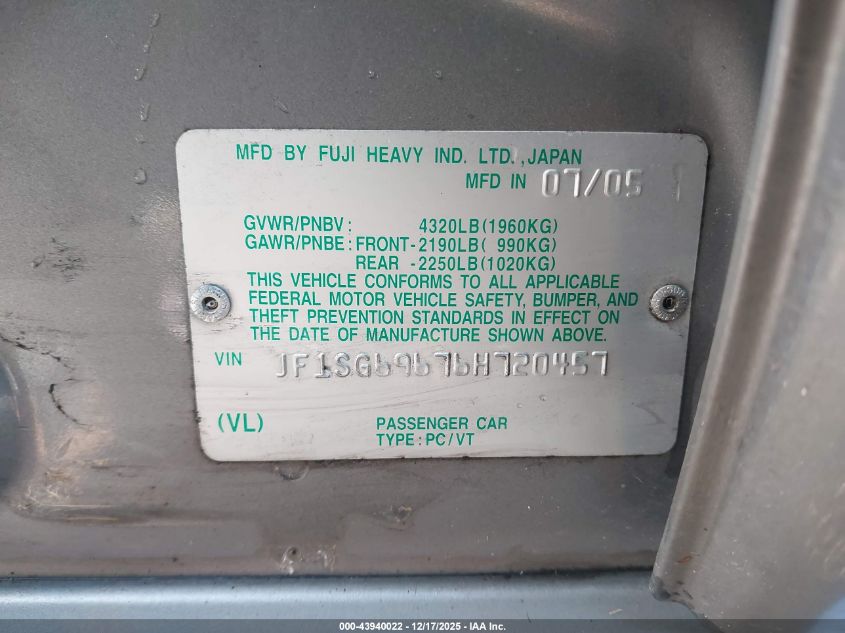 MFD BY FUJI HEAVY IND. LTD., JAPAN
MFD IN 07/05
GVWR/PNBV: 4320LB(1960KG)
GAWR/PNBE: FRONT-2190LB( 990KG)
REAR -2250LB(1020KG)
THIS VEHICLE CONFORMS TO ALL APPLICABLE
FEDERAL MOTOR VEHICLE SAFETY, BUMPER, AND
THEFT PREVENTION STANDARDS IN EFFECT ON
THE DATE OF MANUFACTURE SHOWN ABOVE.
VIN JF1SG69676H720457
(VL) PASSENGER CAR
TYPE:PC/VT
000-43940022 - 12/17/2025 - IAA Inc.